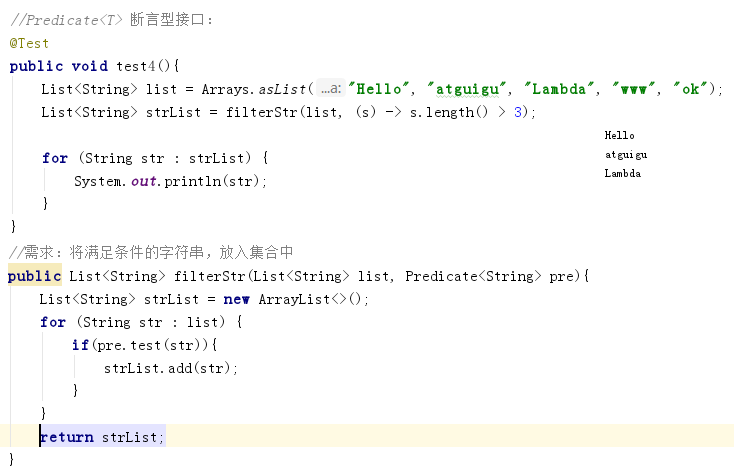 //Predicate<T> 断言型接口：
@Test
public void test4(){
List<String> list = Arrays.asList( ...a: "Hello", "atguigu", "Lambda", "www", "ok");
List<String> strList = filterStr(list, (s) -> s.length() > 3);
Hello
atguigu
Lambda
for (String str : strList) {
System.out.println(str);
}
}
//需求：将满足条件的字符串，放入集合中
public List<String> filterStr(List<String> list, Predicate<String> pre){
List<String> strList = new ArrayList<>();
for (String str : list) {
if(pre.test(str)){
strList.add(str);
}
}
return strList;
}